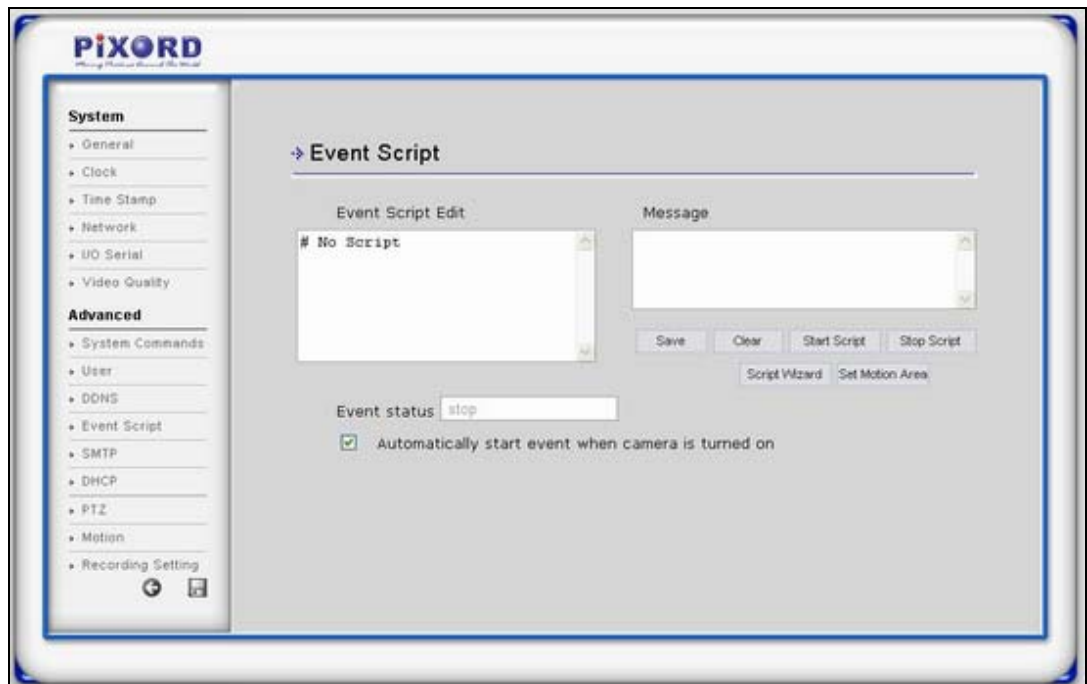 PiXORD
System
General
Clock
Time Stamp
Network
I/O Serial
Video Quality
Advanced
System Commands
User
DDNS
Event Script
SMTP
DHCP
PTZ
Motion
Recording Setting
Event Script
Event Script Edit
# No Script
Message
Save Clear Start Script Stop Script
Script Wizard Set Motion Area
Event status stop
Automatically start event when camera is turned on